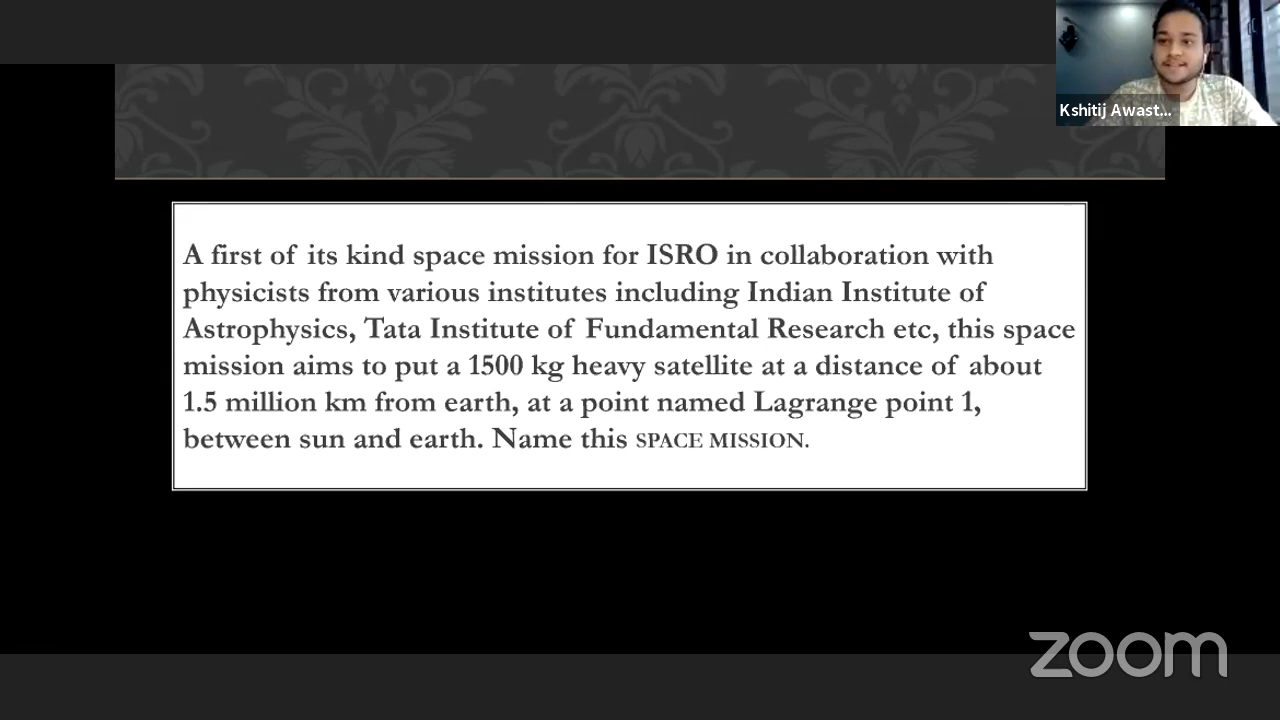 Kshitij Awast...
A first of its kind space mission for ISRO in collaboration with
physicists from various institutes including Indian Institute of
Astrophysics, Tata Institute of Fundamental Research etc, this space
mission aims to put a 1500 kg heavy satellite at a distance of about
1.5 million km from earth, at a point named Lagrange point 1,
between sun and earth. Name this SPACE MISSION.
zoom